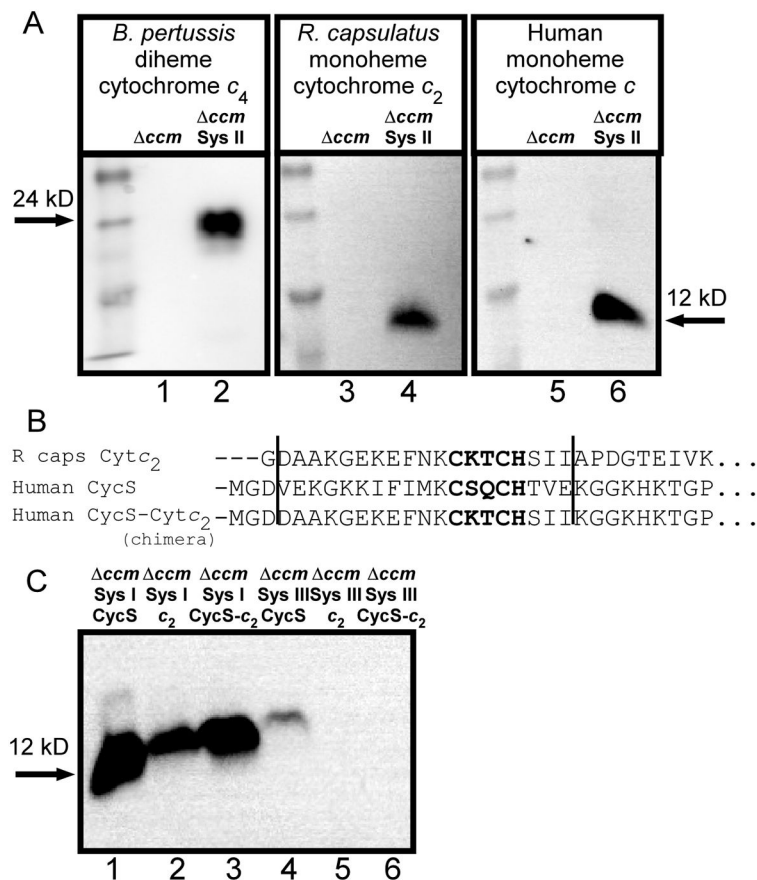 A
B. pertussis
diheme
cytochrome c4
Δccm
Δccm
Sys II
R. capsulatus
monoheme
cytochrome c2
Δccm
Δccm
Sys II
Human
monoheme
cytochrome c
Δccm
Δccm
Sys II
24 kD
12 kD
1 2 3 4 5 6
B
R caps Cytc2 ---GDAAKGEKEFNKCKTCHSIIAPDGTEIVK...
Human CycS -MGDVEKGKKIFIMKCSQCHTVEKGGKHKTGP...
Human CycS-Cytc2 -MGDDAAKGEKEFNKCKTCHSIIKGGKHKTGP...
(chimera)
C
Δccm Δccm Δccm Δccm Δccm Δccm
Sys I Sys I Sys I Sys III Sys III Sys III
CycS c2 CycS-c2 CycS c2 CycS-c2
12 kD
1 2 3 4 5 6